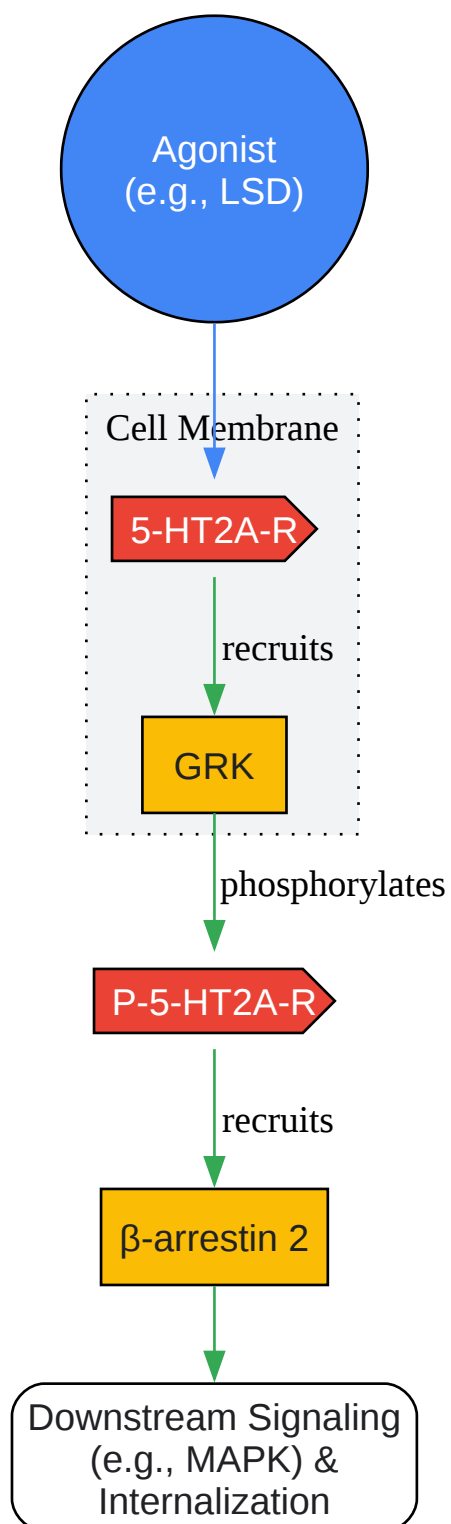 Agonist
(e.g., LSD)
Cell Membrane
5-HT2A-R
recruits
GRK
phosphorylates
P-5-HT2A-R
recruits
β-arrestin 2
Downstream Signaling
(e.g., MAPK) &
Internalization